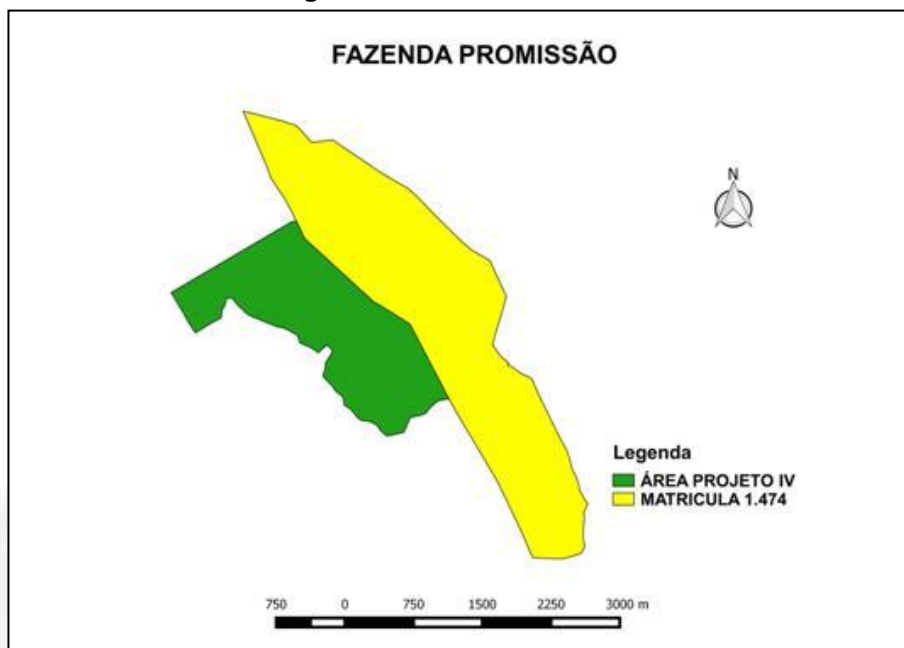 FAZENDA PROMISSÃO
N
Legenda
ÁREA PROJETO IV
MATRICULA 1.474
750 0 750 1500 2250 3000 m